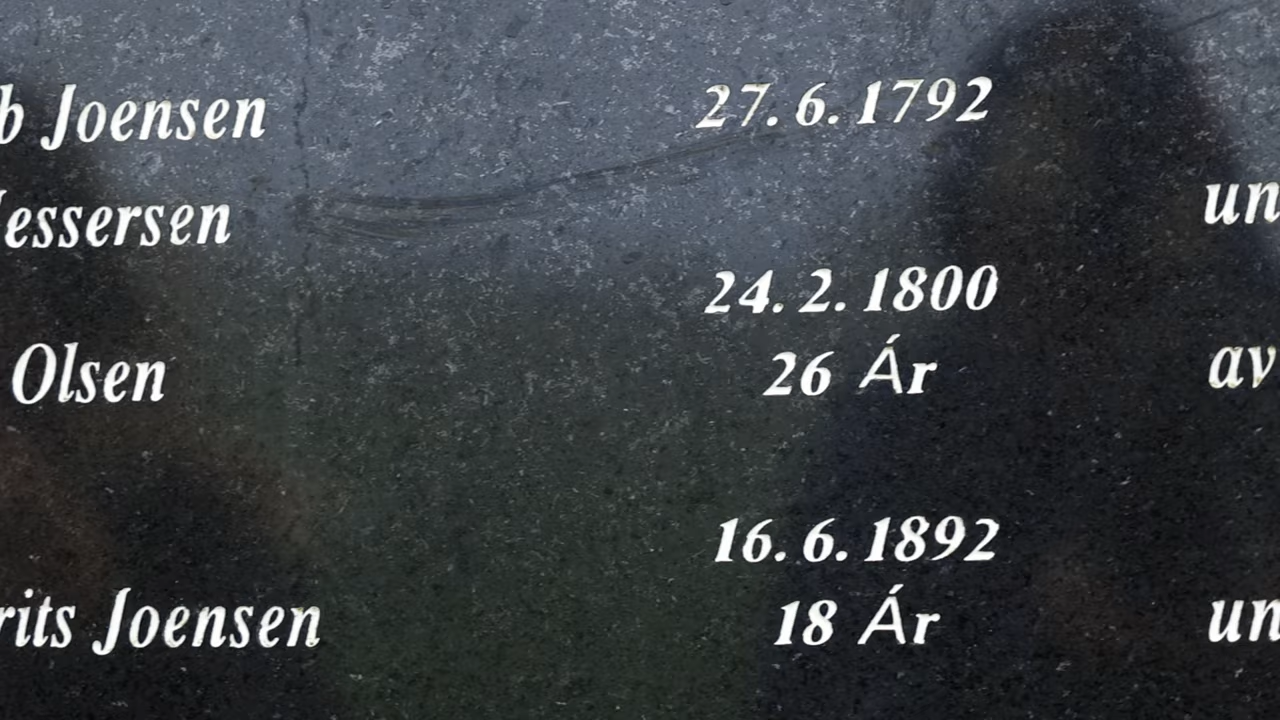 b Joensen 27. 6. 1792
essersen un
24. 2. 1800
Olsen 26 Ár av
16. 6. 1892
rits Joensen 18 Ár un